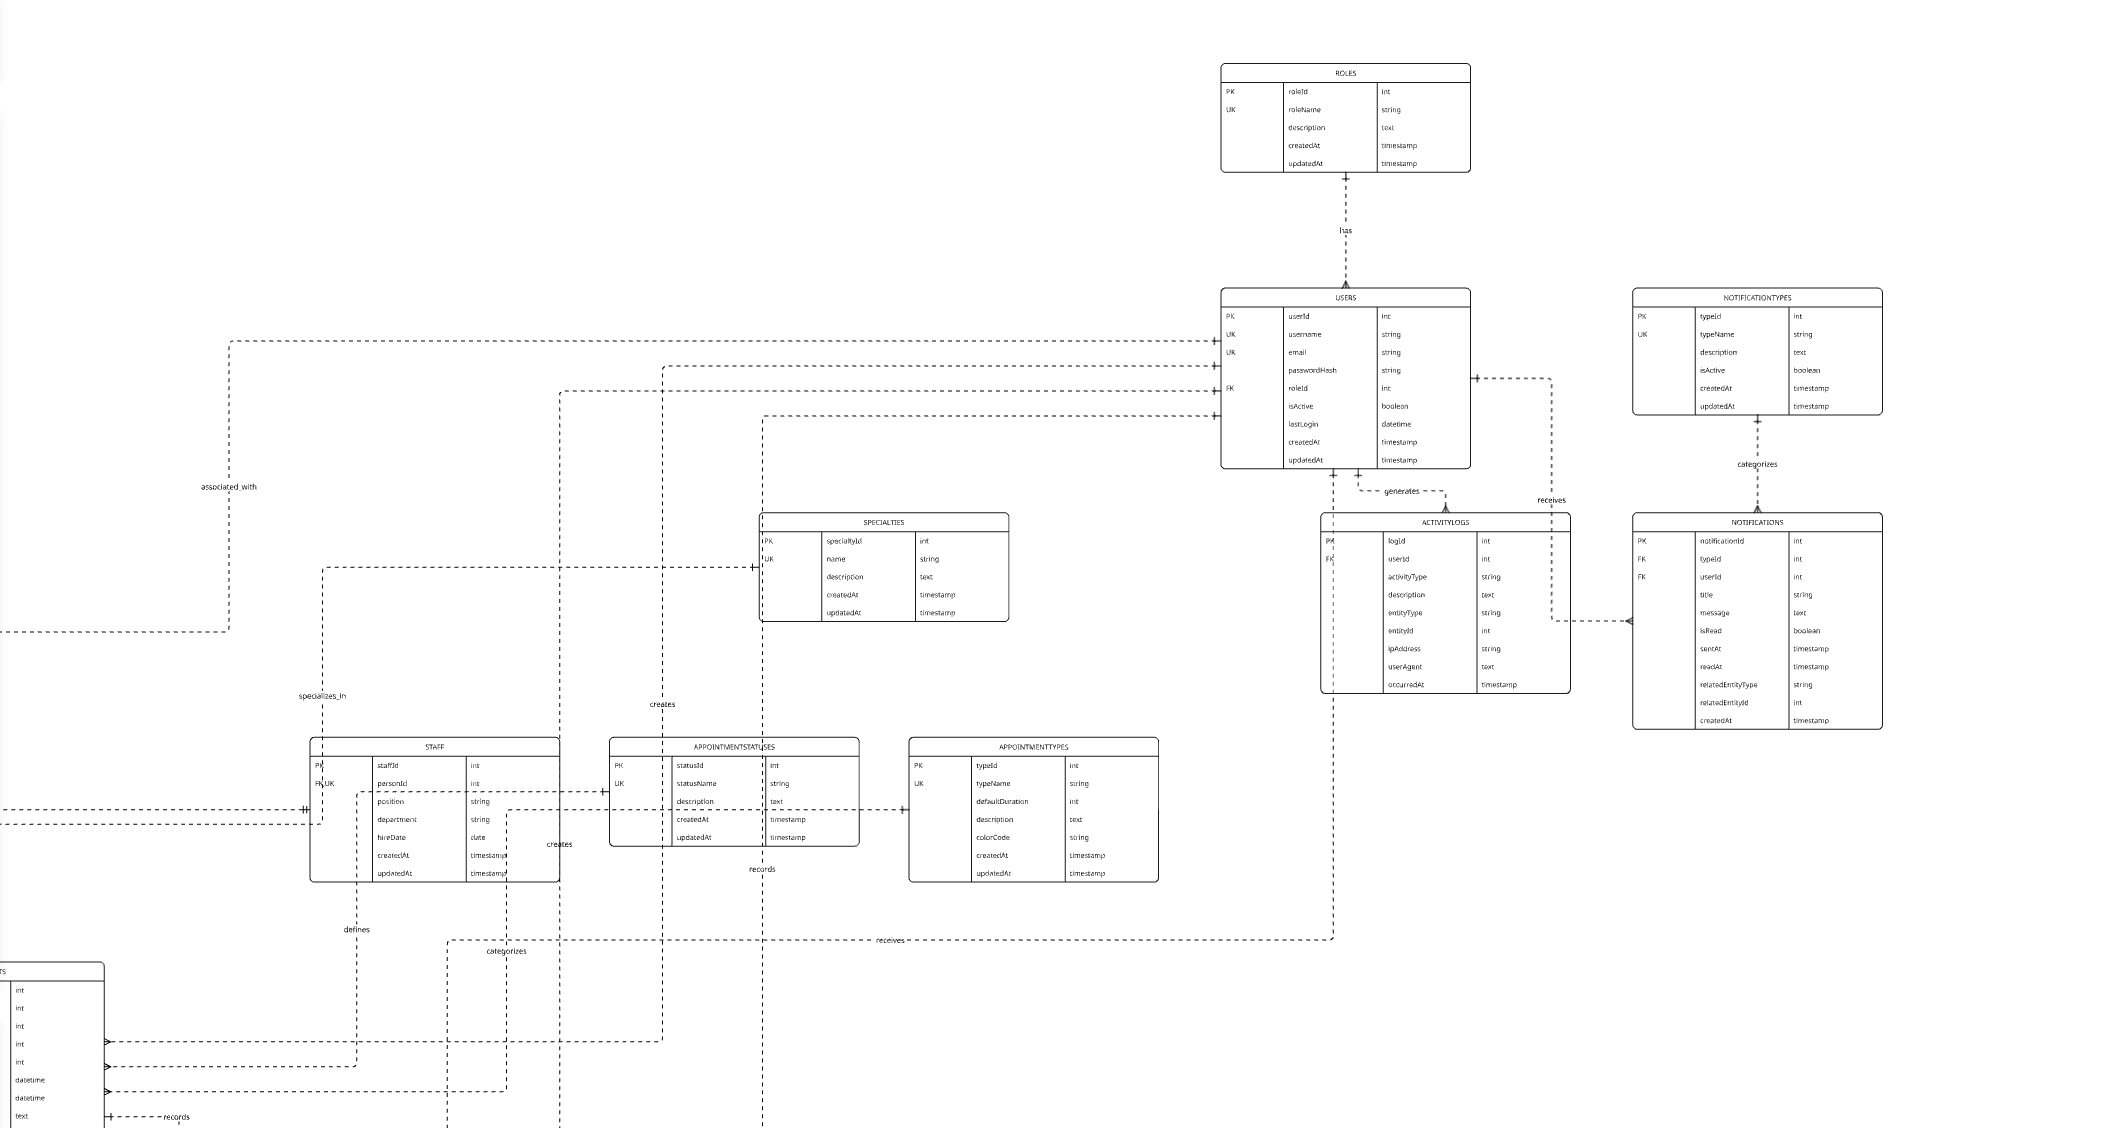 ROLES
PK roleId int
UK roleName string
description text
createdAt timestamp
updatedAt timestamp
has
USERS
PK userId int
UK username string
UK email string
passwordHash string
FK roleId int
isActive boolean
lastLogin datetime
createdAt timestamp
updatedAt timestamp
NOTIFICATIONTYPES
PK typeId int
UK typeName string
description text
isActive boolean
createdAt timestamp
updatedAt timestamp
categorizes
associated_with
generates
receives
SPECIALTIES
PK specialtyId int
UK name string
description text
createdAt timestamp
updatedAt timestamp
ACTIVITYLOGS
PK logId int
FK userId int
activityType string
description text
entityType string
entityId int
ipAddress string
userAgent text
occurredAt timestamp
NOTIFICATIONS
PK notificationId int
FK typeId int
FK userId int
title string
message text
isRead boolean
sentAt timestamp
readAt timestamp
relatedEntityType string
relatedEntityId int
createdAt timestamp
specializes_in
creates
STAFF
PK staffId int
FK,UK personId int
position string
department string
hireDate date
createdAt timestamp
updatedAt timestamp
creates
APPOINTMENTSTATUSES
PK statusId int
UK statusName string
description text
createdAt timestamp
updatedAt timestamp
records
APPOINTMENTTYPES
PK typeId int
UK typeName string
defaultDuration int
description text
colorCode string
createdAt timestamp
updatedAt timestamp
defines
categorizes
receives
TS
int
int
int
int
int
datetime
datetime
text
records